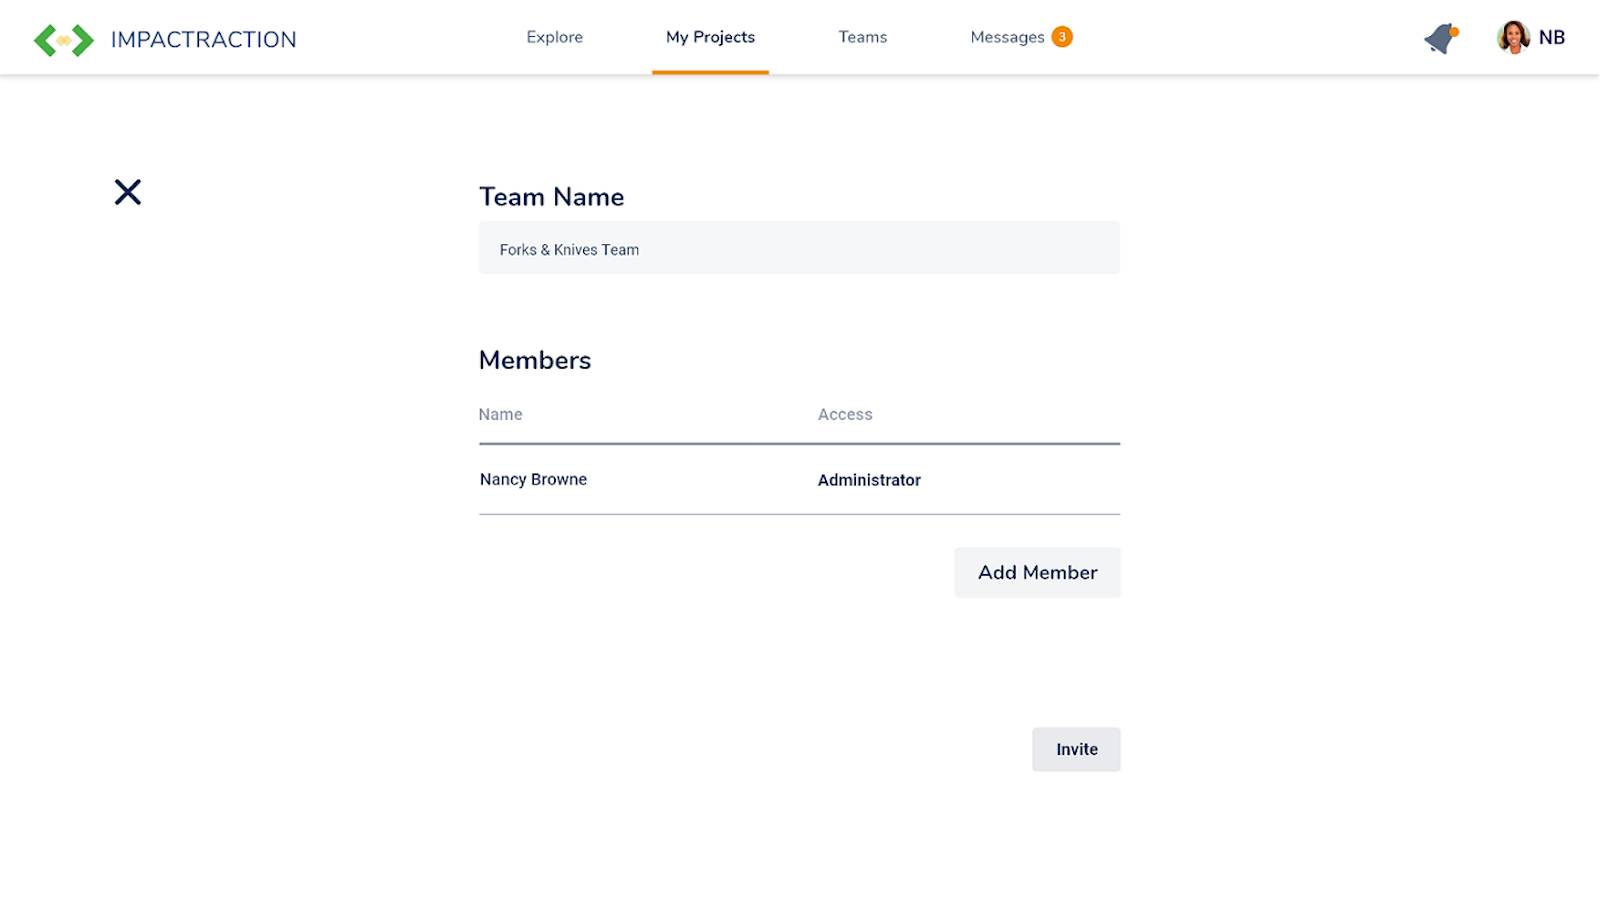 IMPACTRACTION
Explore
My Projects
Teams
Messages 3
NB
Team Name
Forks & Knives Team
Members
Name Access
Nancy Browne Administrator
Add Member
Invite